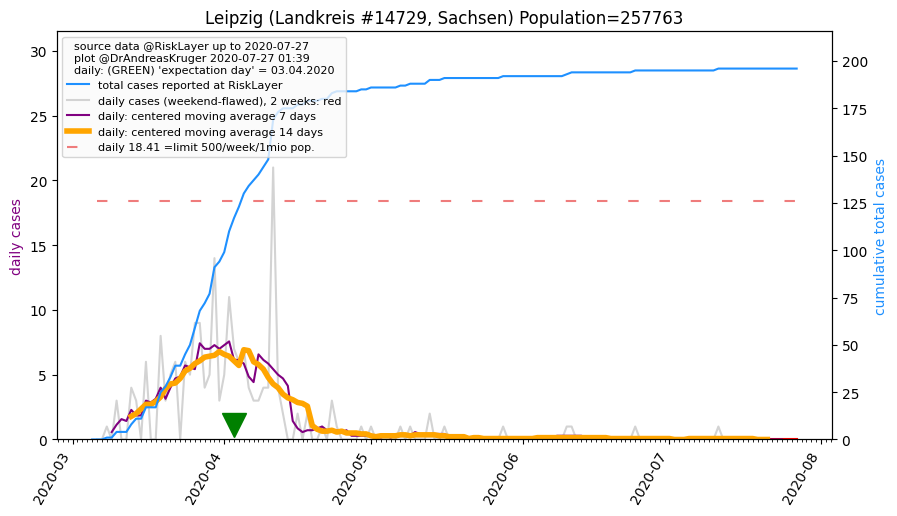 Leipzig (Landkreis #14729, Sachsen) Population=257763
source data @RiskLayer up to 2020-07-27
plot @DrAndreasKruger 2020-07-27 01:39
daily: (GREEN) 'expectation day' = 03.04.2020
total cases reported at RiskLayer
daily cases (weekend-flawed), 2 weeks: red
daily: centered moving average 7 days
daily: centered moving average 14 days
daily 18.41 =limit 500/week/1mio pop.
daily cases
30
25
20
15
10
5
0
cumulative total cases
200
175
150
125
100
75
50
25
0
2020-03
2020-04
2020-05
2020-06
2020-07
2020-08